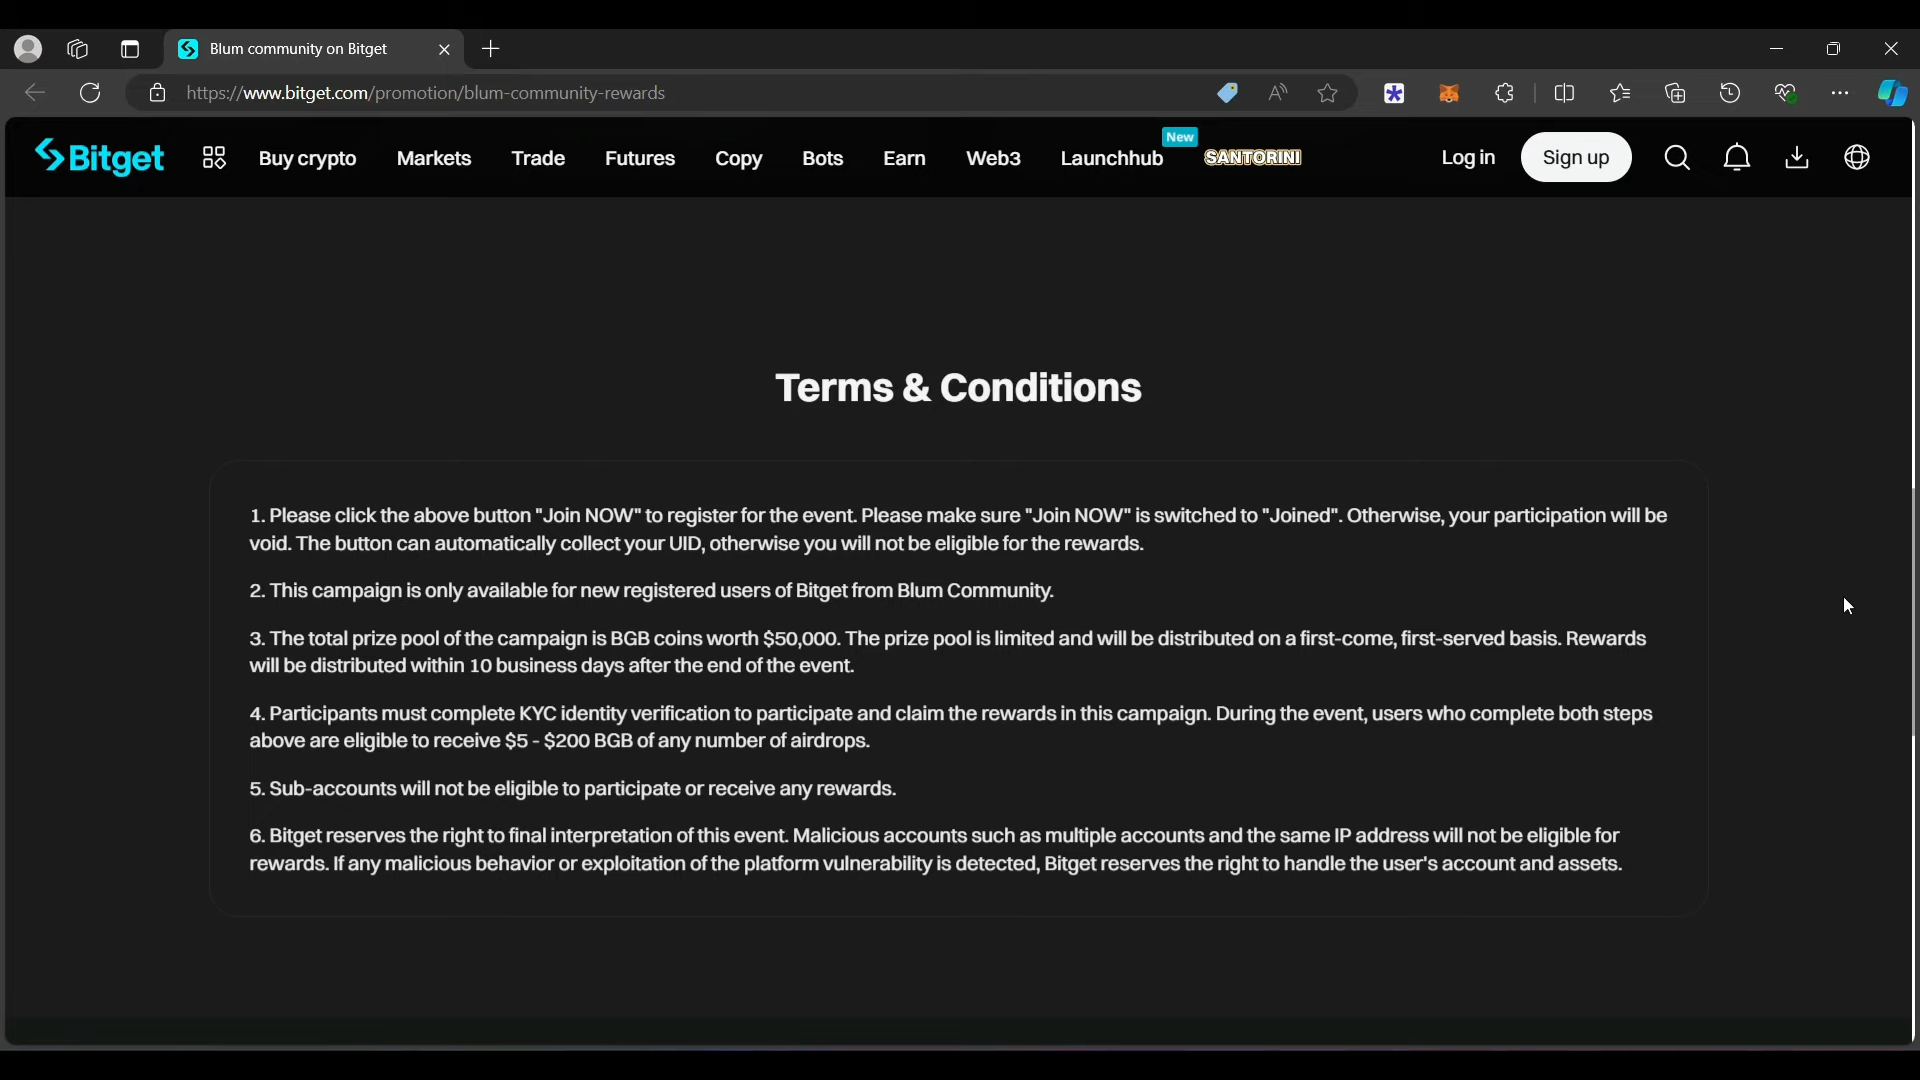 Blum community on Bitget
https://www.bitget.com/promotion/blum-community-rewards
Bitget
Buy crypto
Markets
Trade
Futures
Copy
Bots
Earn
Web3
Launchhub
New
SANTORINI
Log in
Sign up
Terms & Conditions
1. Please click the above button "Join NOW" to register for the event. Please make sure "Join NOW" is switched to "Joined". Otherwise, your participation will be
void. The button can automatically collect your UID, otherwise you will not be eligible for the rewards.
2. This campaign is only available for new registered users of Bitget from Blum Community.
3. The total prize pool of the campaign is BGB coins worth $50,000. The prize pool is limited and will be distributed on a first-come, first-served basis. Rewards
will be distributed within 10 business days after the end of the event.
4. Participants must complete KYC identity verification to participate and claim the rewards in this campaign. During the event, users who complete both steps
above are eligible to receive $5 - $200 BGB of any number of airdrops.
5. Sub-accounts will not be eligible to participate or receive any rewards.
6. Bitget reserves the right to final interpretation of this event. Malicious accounts such as multiple accounts and the same IP address will not be eligible for
rewards. If any malicious behavior or exploitation of the platform vulnerability is detected, Bitget reserves the right to handle the user's account and assets.